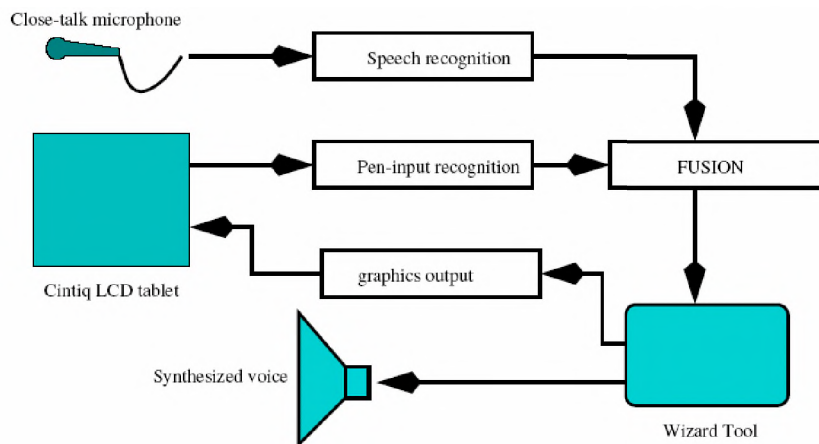 Close-talk microphone
Speech recognition
Pen-input recognition
FUSION
graphics output
Cintiq LCD tablet
Synthesized voice
Wizard Tool